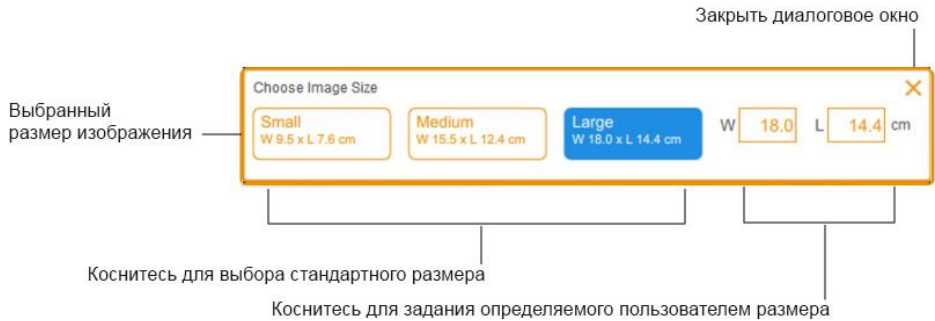 Закрыть диалоговое окно
Choose Image Size
Выбранный
размер изображения
Small
W 9.5 x L 7.6 cm
Medium
W 15.5 x L 12.4 cm
Large
W 18.0 x L 14.4 cm
W 18.0 L 14.4 cm
Коснитесь для выбора стандартного размера
Коснитесь для задания определяемого пользователем размера